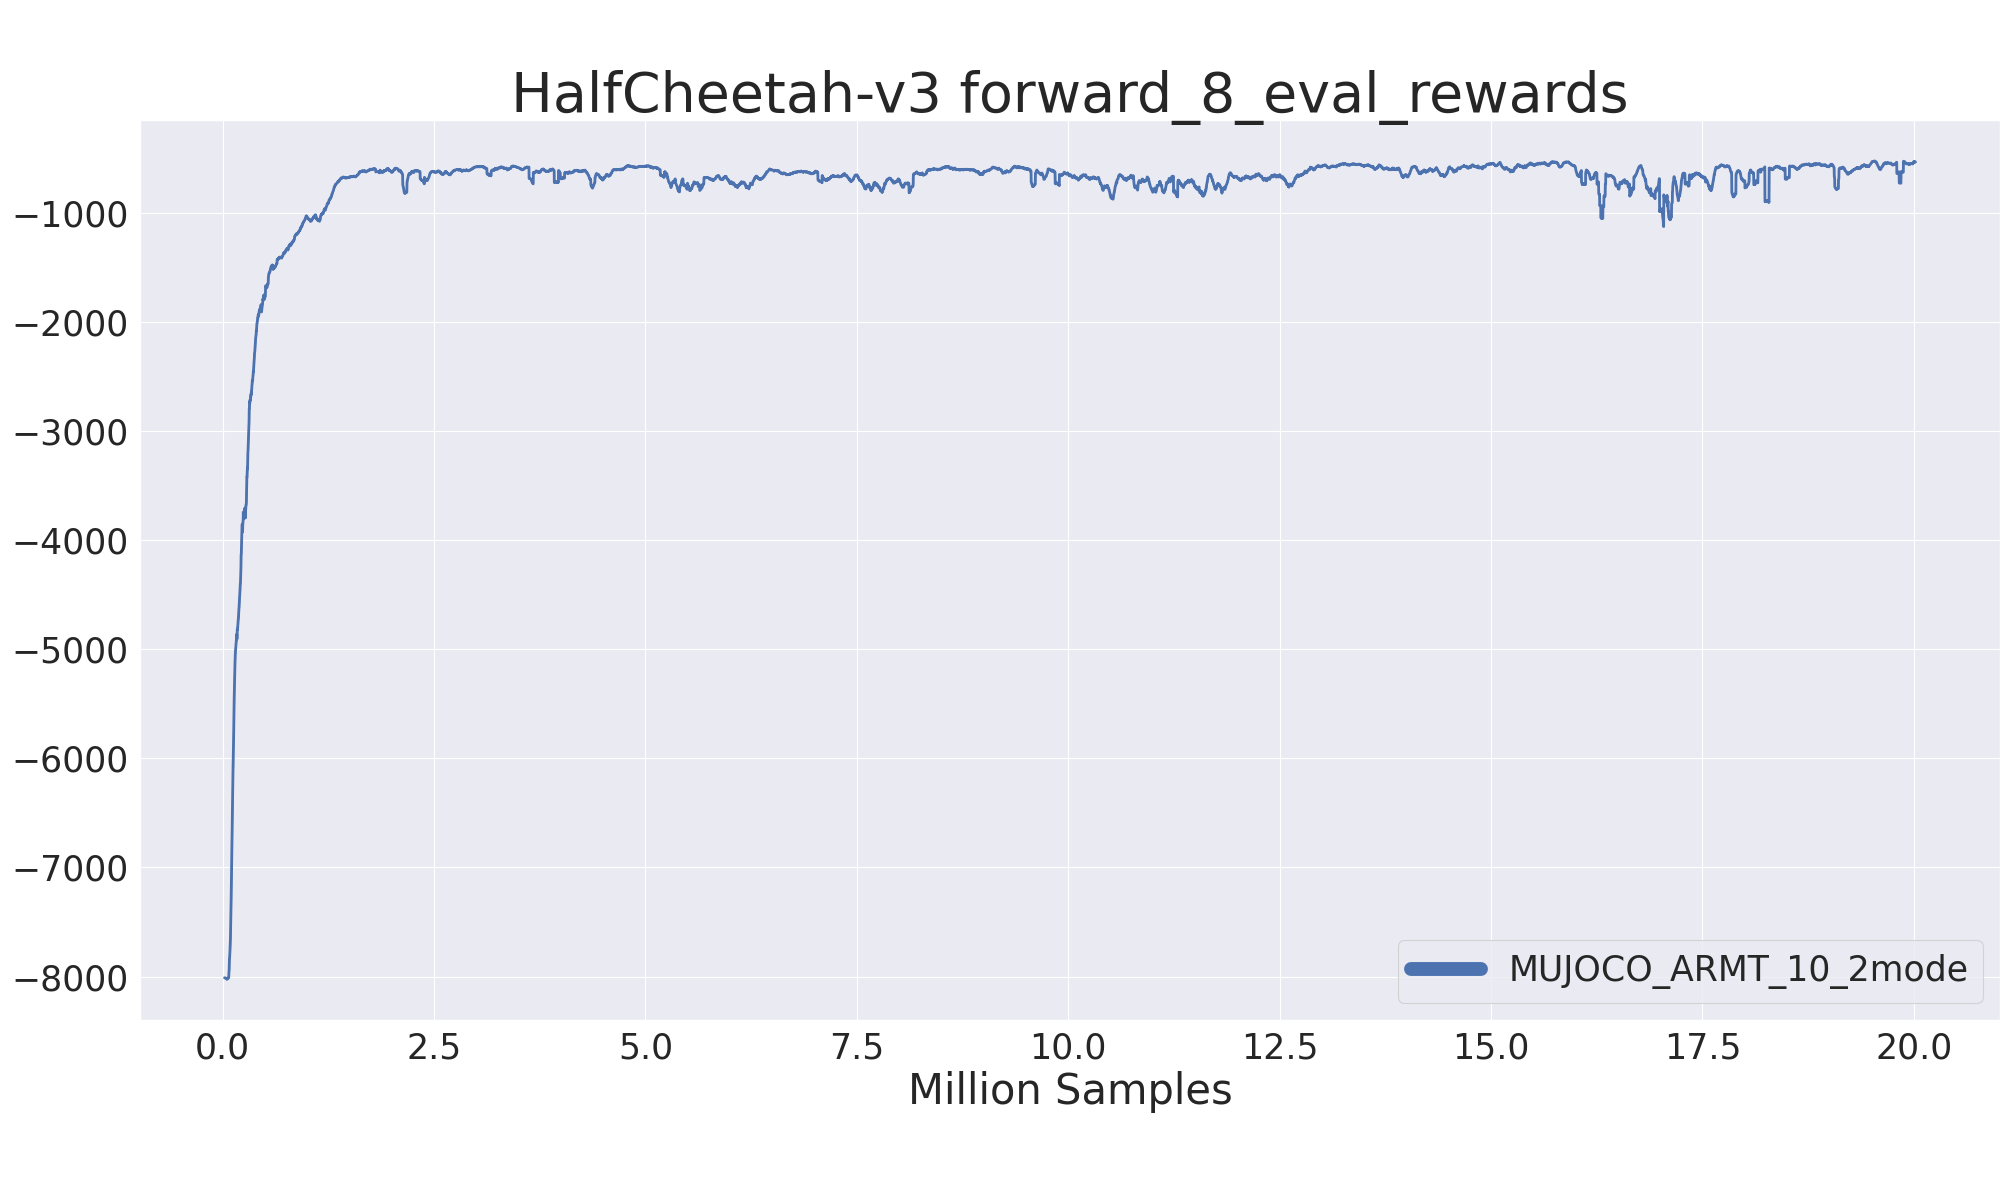 HalfCheetah-v3 forward_8_eval_rewards
−1000
−2000
−3000
−4000
−5000
−6000
−7000
−8000
MUJOCO_ARMT_10_2mode
0.0 2.5 5.0 7.5 10.0 12.5 15.0 17.5 20.0
Million Samples